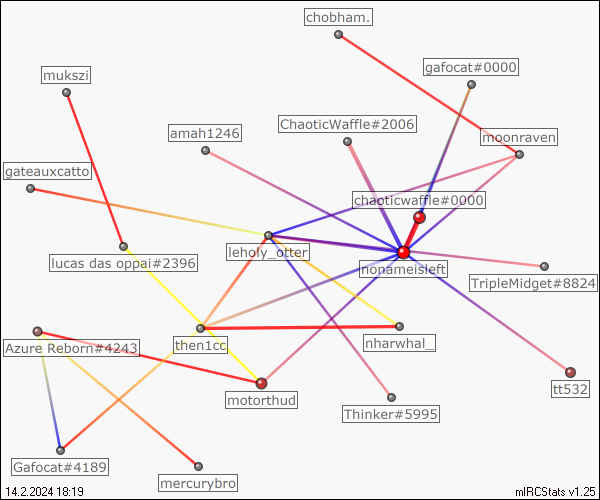 chobham.
gafocat#0000
mukszi
ChaoticWaffle#2006
amah1246
moonraven
gateauxcatto
chaoticwaffle#0000
leholy_otter
lucas das oppai#2396
nonameisleft
TripleMidget#8824
then1cc
nharwhal_
Azure Reborn#4243
tt532
motorthud
Thinker#5995
Gafocat#4189
mercurybro
14.2.2024 18:19
mIRCStats v1.25